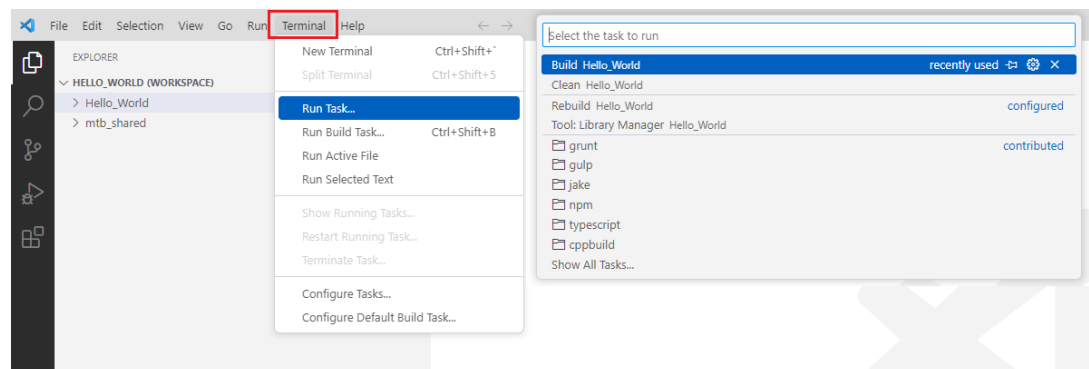 File Edit Selection View Go Run Terminal Help
EXPLORER
HELLO_WORLD (WORKSPACE)
Hello_World
mtb_shared
New Terminal Ctrl+Shift+`
Split Terminal Ctrl+Shift+5
Run Task...
Run Build Task... Ctrl+Shift+B
Run Active File
Run Selected Text
Show Running Tasks...
Restart Running Task...
Terminate Task...
Configure Tasks...
Configure Default Build Task...
Select the task to run
Build Hello_World recently used
Clean Hello_World
Rebuild Hello_World configured
Tool: Library Manager Hello_World
grunt contributed
gulp
jake
npm
typescript
cppbuild
Show All Tasks...